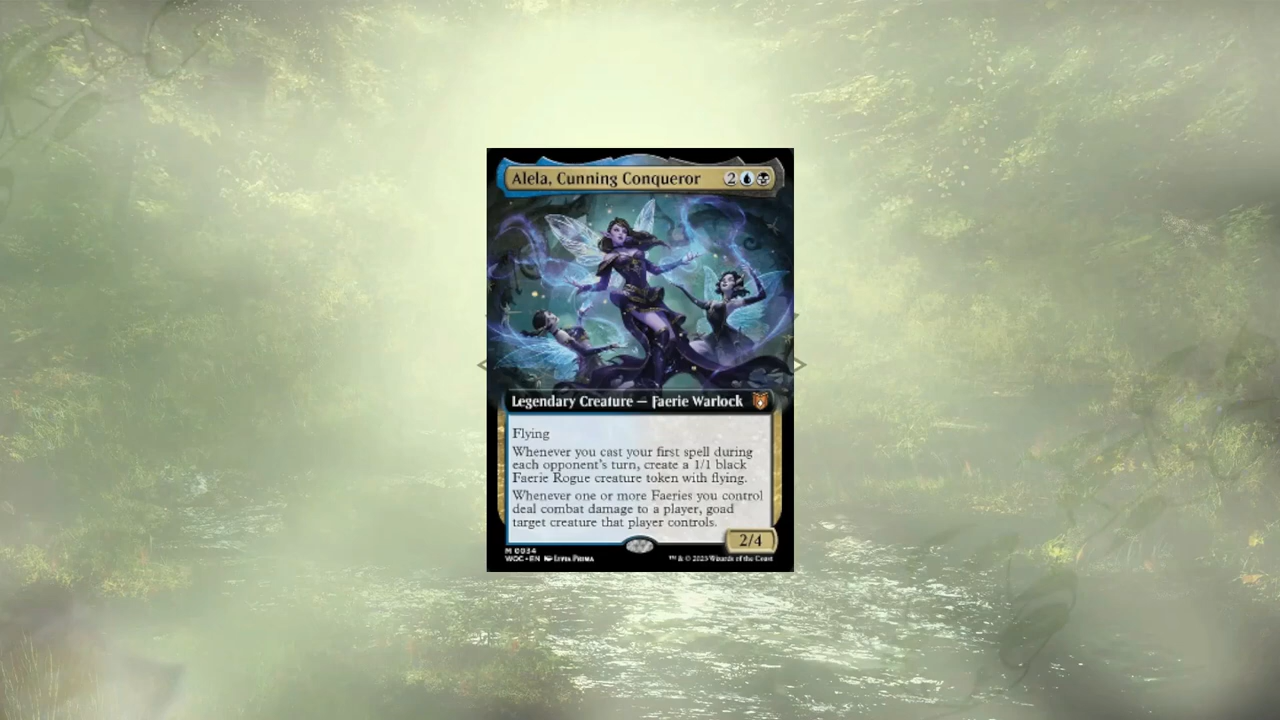 Alela, Cunning Conqueror 2
Legendary Creature — Faerie Warlock
Flying
Whenever you cast your first spell during
each opponent's turn, create a 1/1 black
Faerie Rogue creature token with flying.
Whenever one or more Faeries you control
deal combat damage to a player, goad
target creature that player controls.
2/4
M 0034
WOC • EN Livia Prima
™ & © 2023 Wizards of the Coast